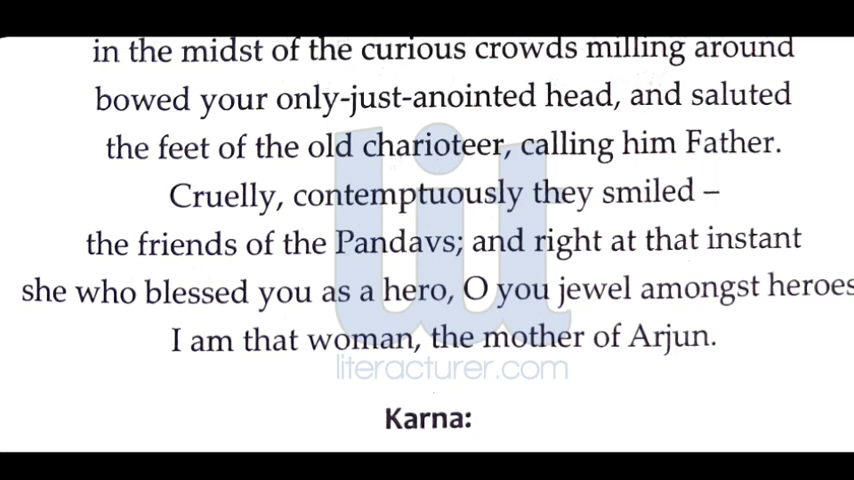 in the midst of the curious crowds milling around
bowed your only-just-anointed head, and saluted
the feet of the old charioteer, calling him Father.
Cruelly, contemptuously they smiled –
the friends of the Pandavs; and right at that instant
she who blessed you as a hero, O you jewel amongst heroes
I am that woman, the mother of Arjun.
lit
literacturer.com
Karna: